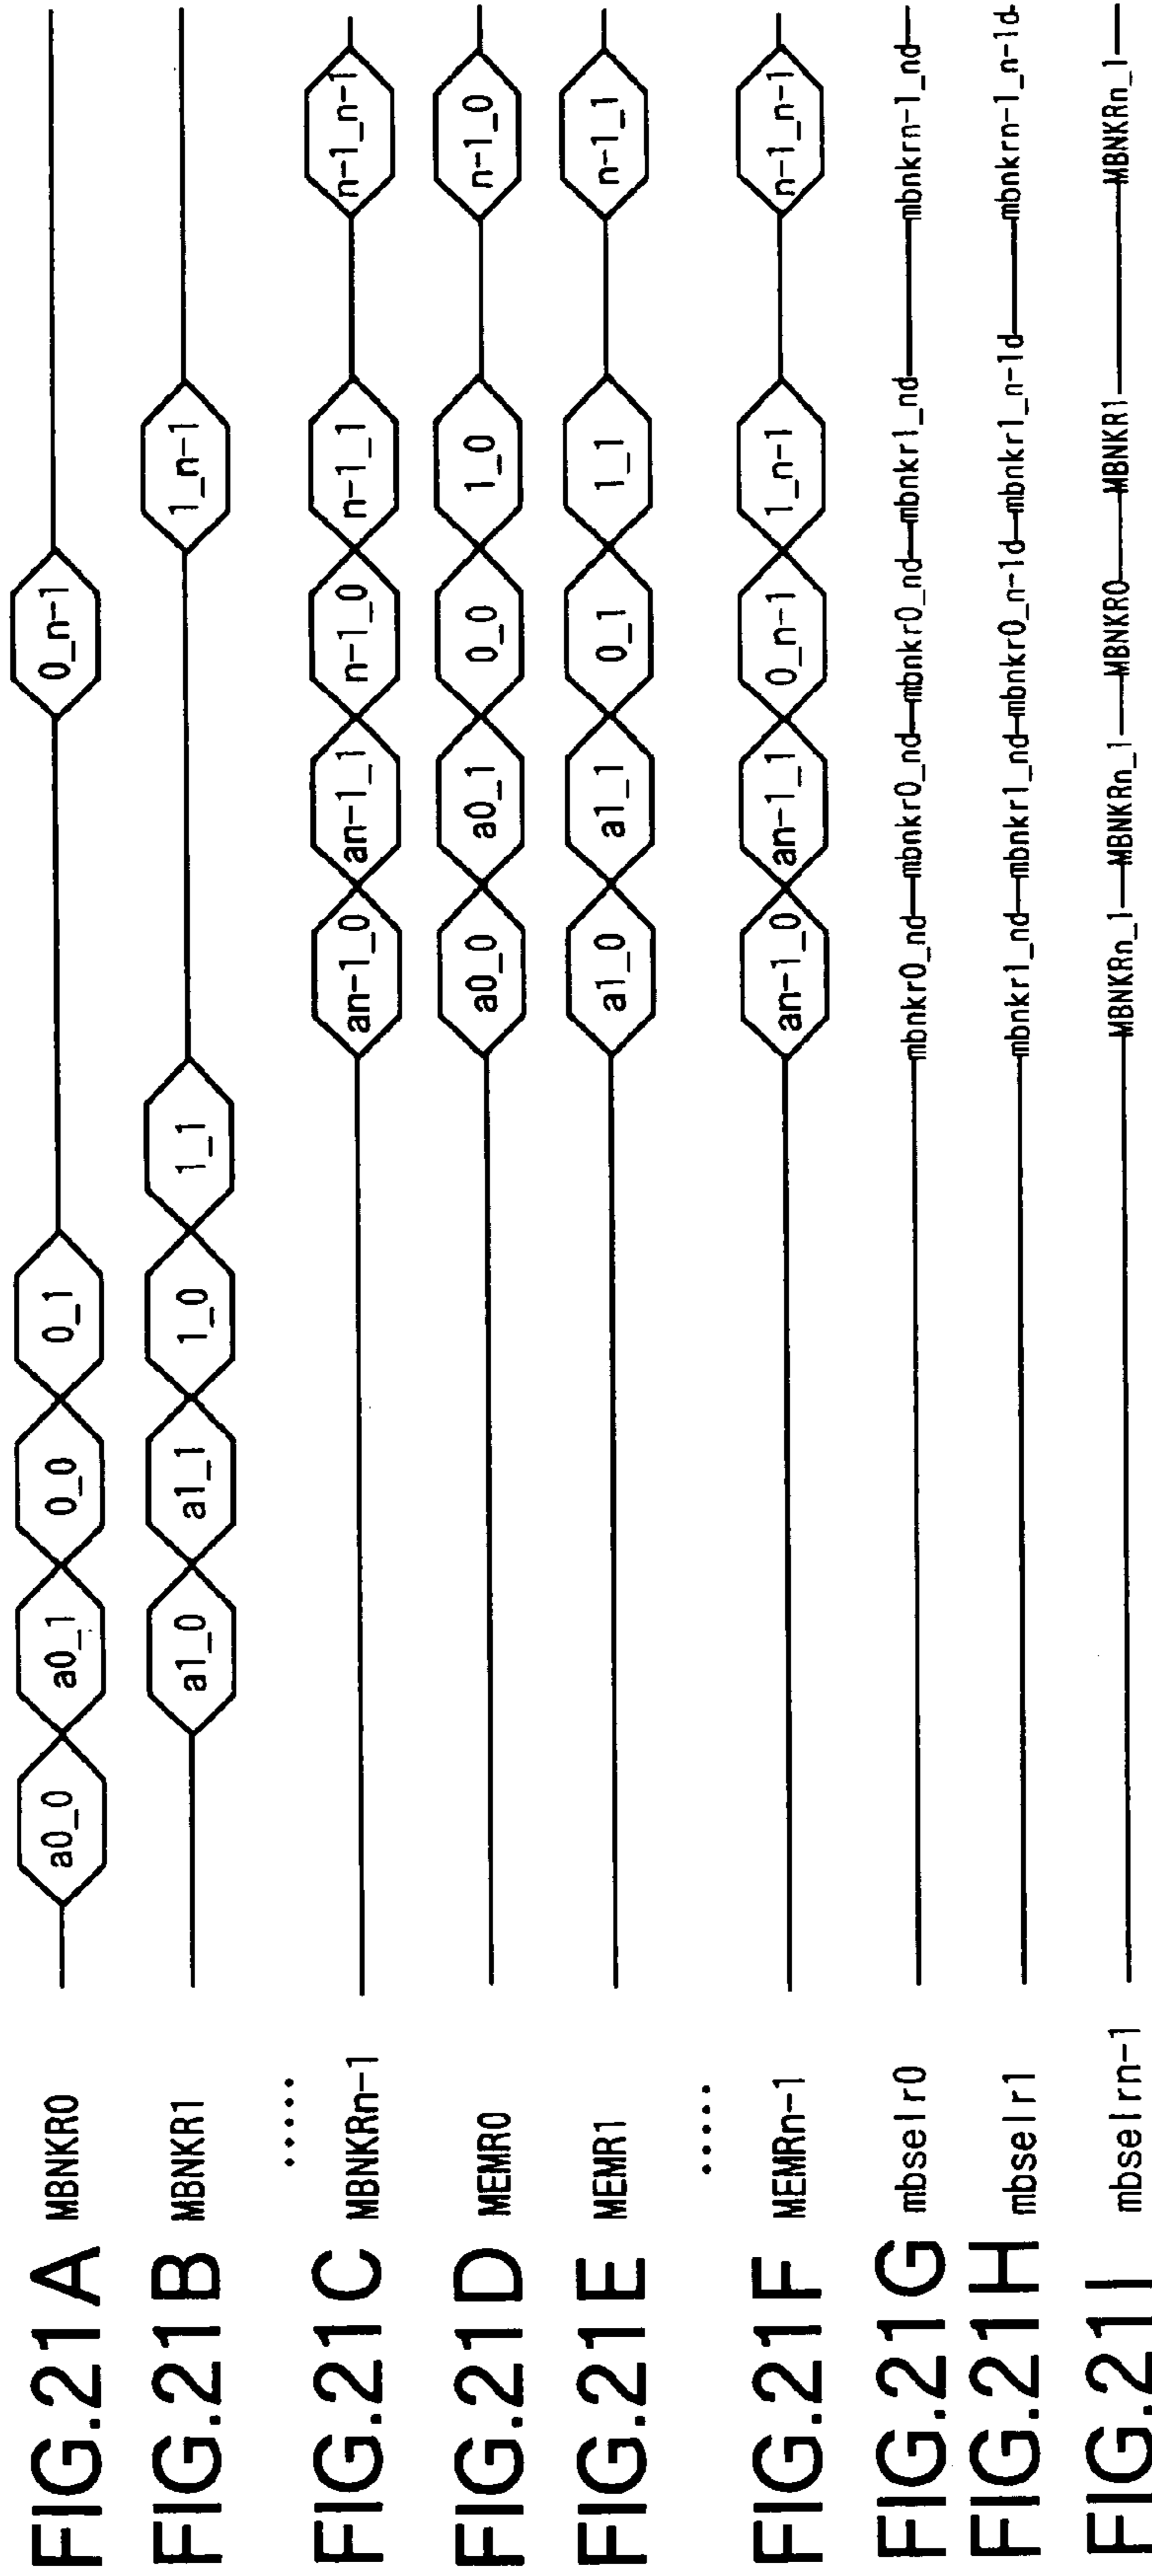 FIG.21A MBNKR0 a0_0 a0_1 0_0 0_1 0_n-1
FIG.21B MBNKR1 a1_0 a1_1 1_0 1_1 1_n-1
.....
FIG.21C MBNKRn-1 an-1_0 an-1_1 n-1_0 n-1_1 n-1_n-1
FIG.21D MEMR0 a0_0 a0_1 0_0 1_0 n-1_0
FIG.21E MEMR1 a1_0 a1_1 0_1 1_1 n-1_1
.....
FIG.21F MEMRn-1 an-1_0 an-1_1 0_n-1 1_n-1 n-1_n-1
FIG.21G mbselr0 mbnkr0_nd mbnkr0_nd mbnkr0_nd mbnkr1_nd mbnkrn-1_nd
FIG.21H mbselr1 mbnkr1_nd mbnkr1_nd mbnkr0_n-1d mbnkr1_n-1d mbnkrn-1_n-1d
FIG.21I mbselrn-1 MBNKRn_1 MBNKRn_1 MBNKR0 MBNKR1 MBNKRn_1